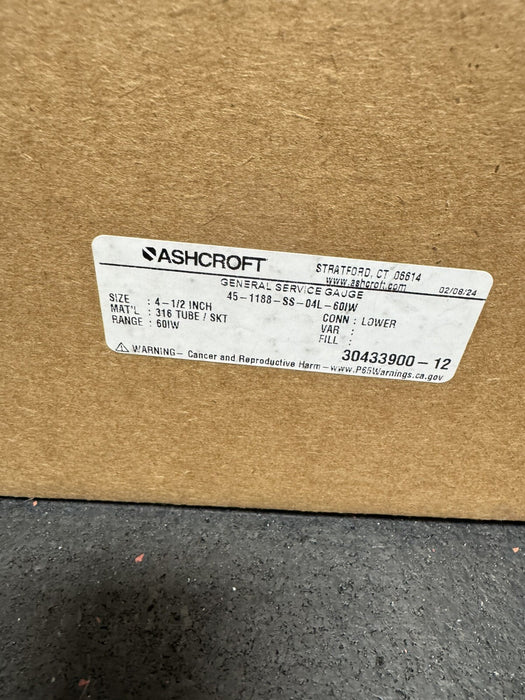 ASHCROFT
STRATFORD, CT 06614
www.ashcroft.com
02/08/24
GENERAL SERVICE GAUGE
45-1188-SS-04L-60IW
SIZE : 4-1/2 INCH
MAT'L : 316 TUBE / SKT
RANGE : 60IW
CONN : LOWER
VAR :
FILL :
30433900-12
WARNING- Cancer and Reproductive Harm-www.P65Warnings.ca.gov